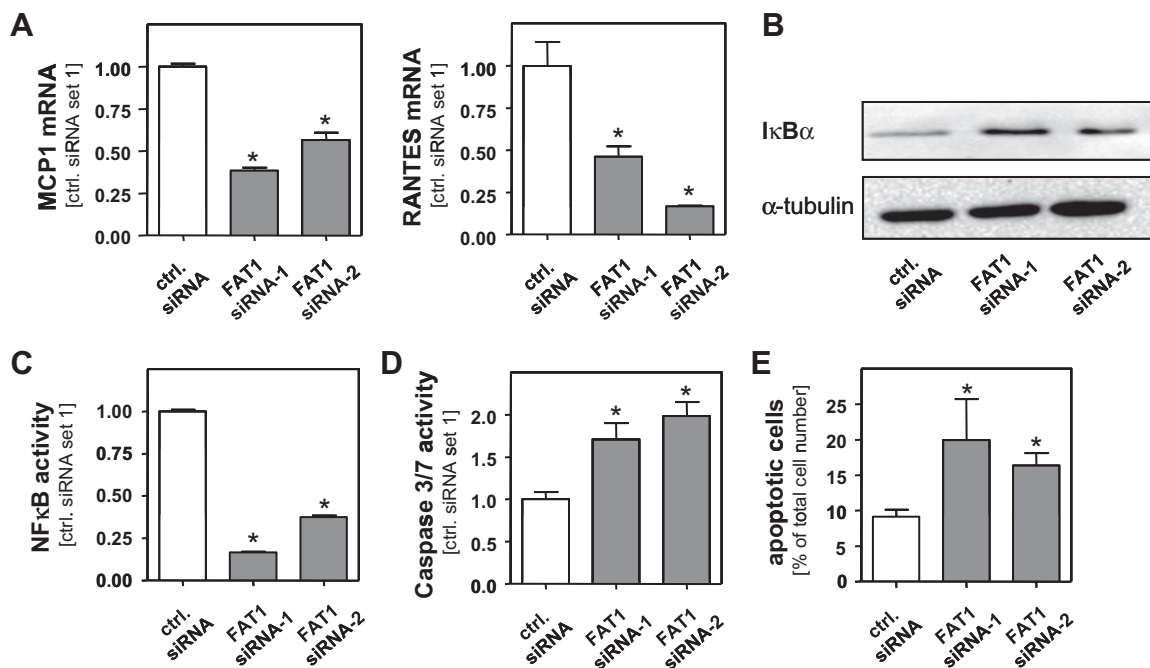 A
MCP1 mRNA
[ctrl. siRNA set 1]
1.00
0.75
0.50
0.25
0.00
*
*
ctrl.
siRNA
FAT1
siRNA-1
FAT1
siRNA-2
RANTES mRNA
[ctrl. siRNA set 1]
1.00
0.75
0.50
0.25
0.00
*
*
ctrl.
siRNA
FAT1
siRNA-1
FAT1
siRNA-2
B
IκBα
α-tubulin
ctrl.
siRNA
FAT1
siRNA-1
FAT1
siRNA-2
C
NFκB activity
[ctrl. siRNA set 1]
1.00
0.75
0.50
0.25
0.00
*
*
ctrl.
siRNA
FAT1
siRNA-1
FAT1
siRNA-2
D
Caspase 3/7 activity
[ctrl. siRNA set 1]
2.0
1.5
1.0
0.5
0.0
*
*
ctrl.
siRNA
FAT1
siRNA-1
FAT1
siRNA-2
E
apoptotic cells
[% of total cell number]
25
20
15
10
5
0
*
*
ctrl.
siRNA
FAT1
siRNA-1
FAT1
siRNA-2